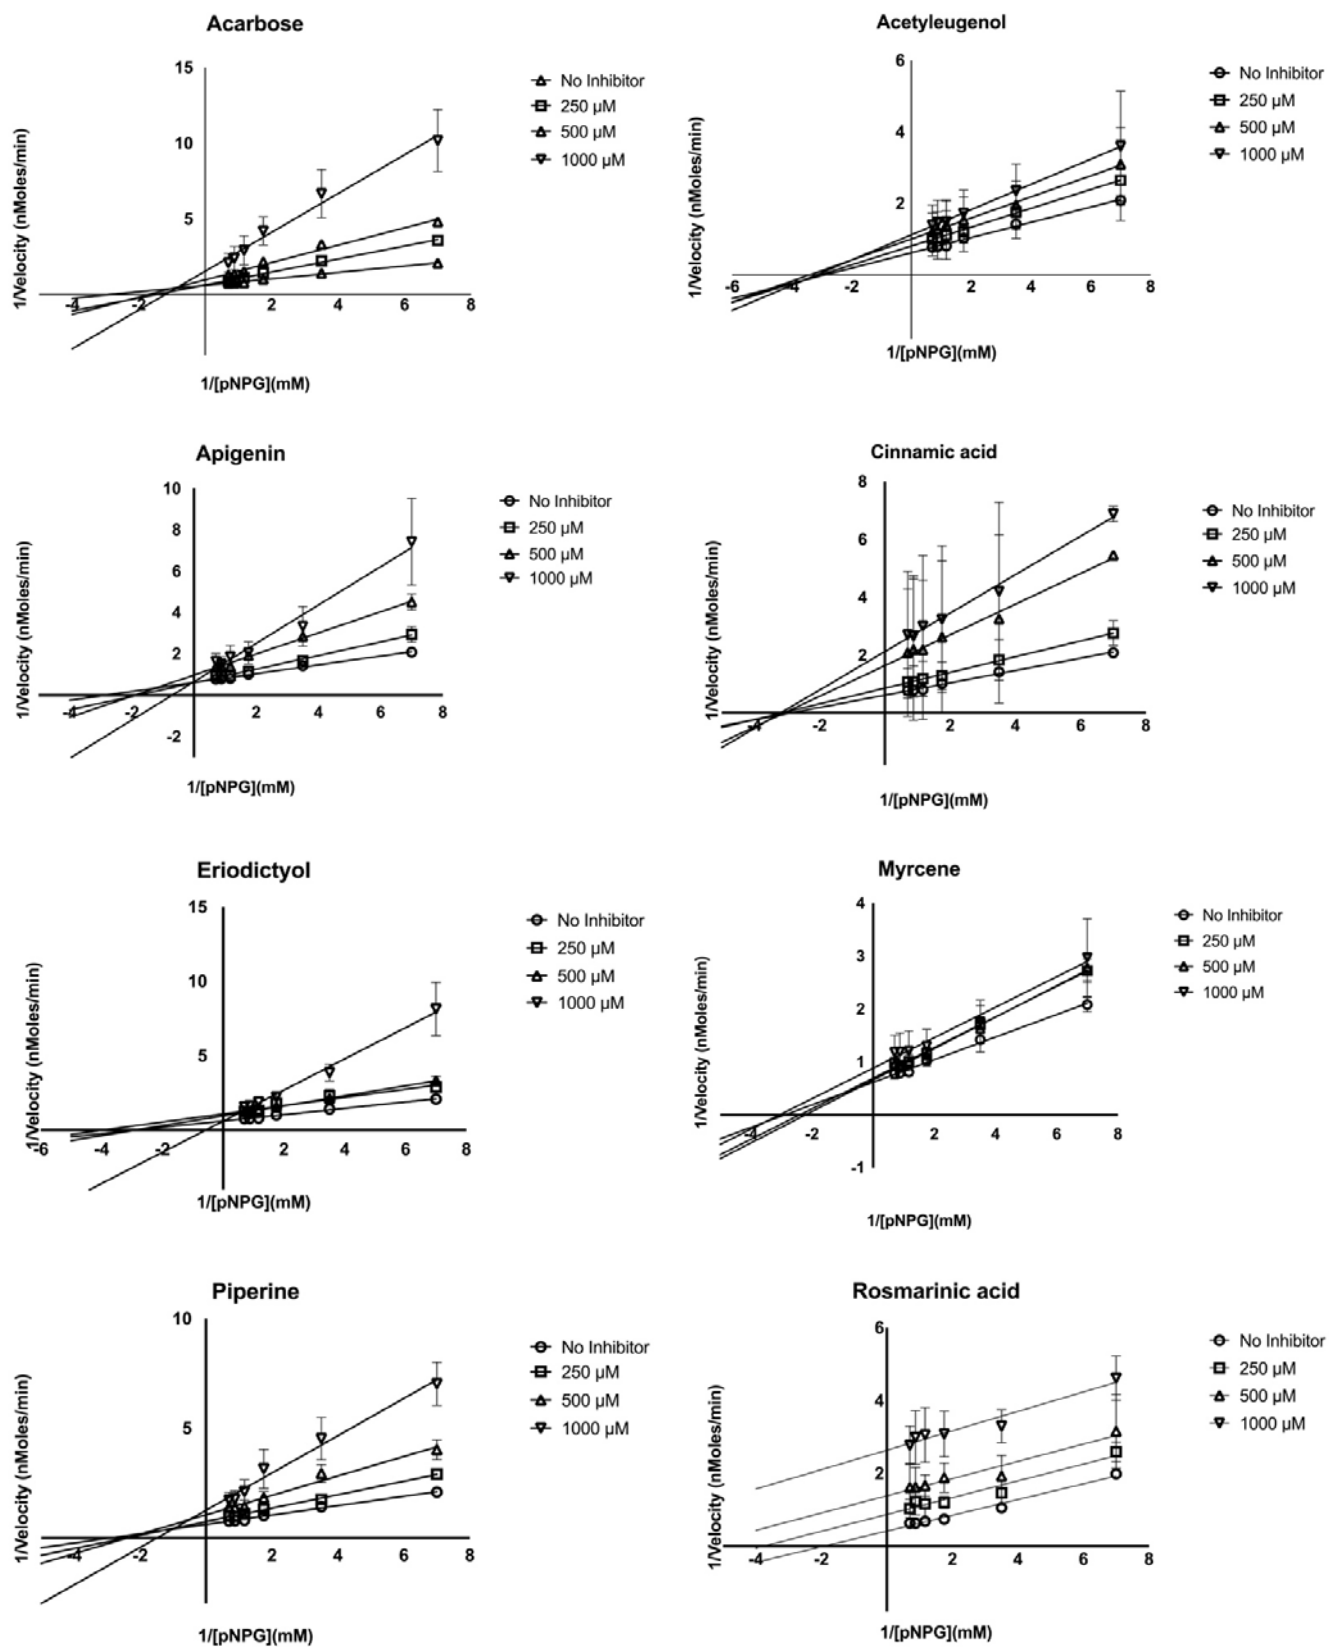 Acarbose
15
10
5
-4 -2 2 4 6 8
1/Velocity (nMoles/min)
1/[pNPG](mM)
No Inhibitor
250 µM
500 µM
1000 µM
Acetyleugenol
6
4
2
-6 -4 -2 2 4 6 8
1/Velocity (nMoles/min)
1/[pNPG](mM)
No Inhibitor
250 µM
500 µM
1000 µM
Apigenin
10
8
6
4
2
-4 -2 2 4 6 8
-2
1/Velocity (nMoles/min)
1/[pNPG](mM)
No Inhibitor
250 µM
500 µM
1000 µM
Cinnamic acid
8
6
4
2
-4 -2 2 4 6 8
1/Velocity (nMoles/min)
1/[pNPG](mM)
No Inhibitor
250 µM
500 µM
1000 µM
Eriodictyol
15
10
5
-6 -4 -2 2 4 6 8
1/Velocity (nMoles/min)
1/[pNPG](mM)
No Inhibitor
250 µM
500 µM
1000 µM
Myrcene
4
3
2
1
-4 -2 2 4 6 8
-1
1/Velocity (nMoles/min)
1/[pNPG](mM)
No Inhibitor
250 µM
500 µM
1000 µM
Piperine
10
5
-4 -2 2 4 6 8
1/Velocity (nMoles/min)
1/[pNPG](mM)
No Inhibitor
250 µM
500 µM
1000 µM
Rosmarinic acid
6
4
2
-4 -2 2 4 6 8
1/Velocity (nMoles/min)
1/[pNPG](mM)
No Inhibitor
250 µM
500 µM
1000 µM